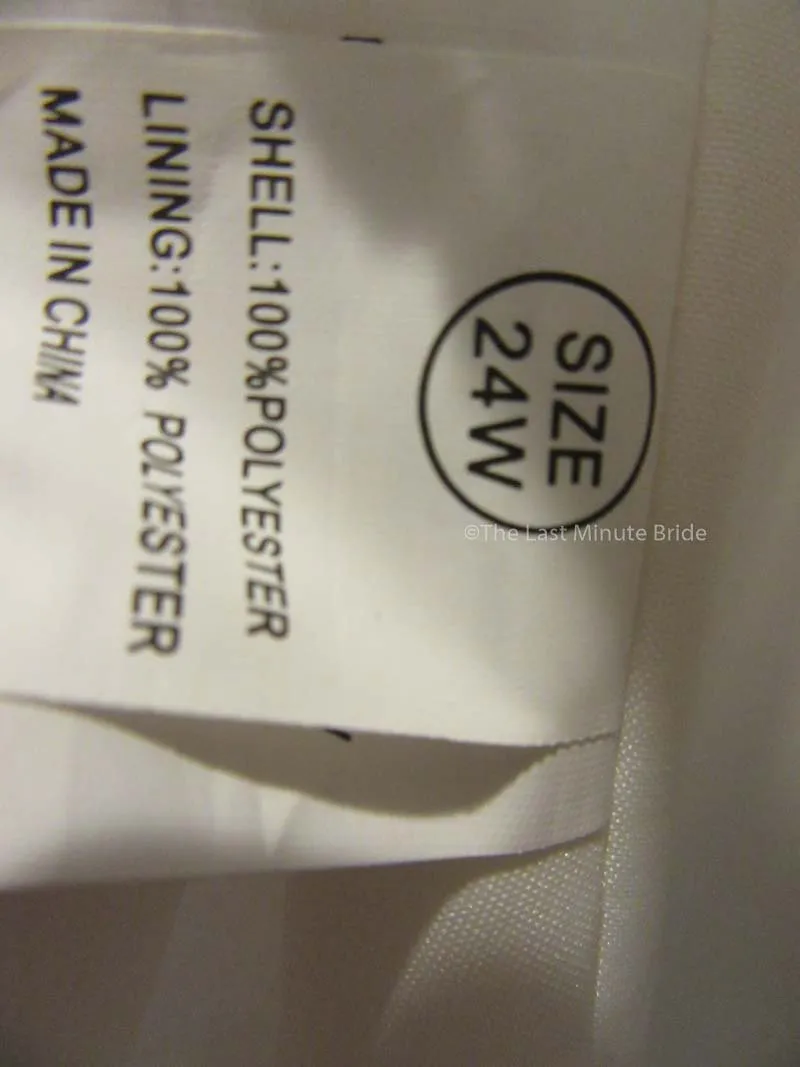 SIZE
24W
SHELL:100%POLYESTER
LINING:100% POLYESTER
MADE IN CHINA
©The Last Minute Bride